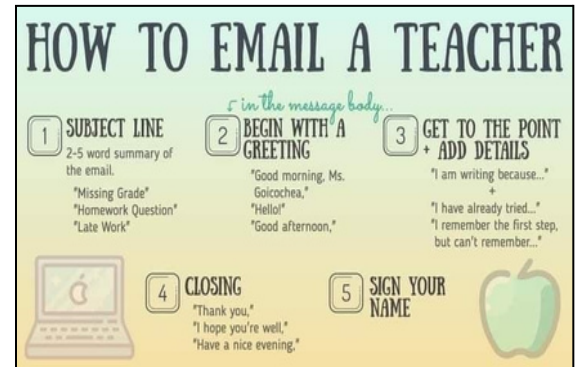 HOW TO EMAIL A TEACHER
in the message body...
1
SUBJECT LINE
2-5 word summary of
the email.
"Missing Grade"
"Homework Question"
"Late Work"
2
BEGIN WITH A
GREETING
"Good morning, Ms.
Goicochea,"
"Hello!"
"Good afternoon,"
3
GET TO THE POINT
+ ADD DETAILS
"I am writing because..."
+
"I have already tried..."
"I remember the first step,
but can't remember..."
4
CLOSING
"Thank you,"
"I hope you're well,"
"Have a nice evening,"
5
SIGN YOUR
NAME